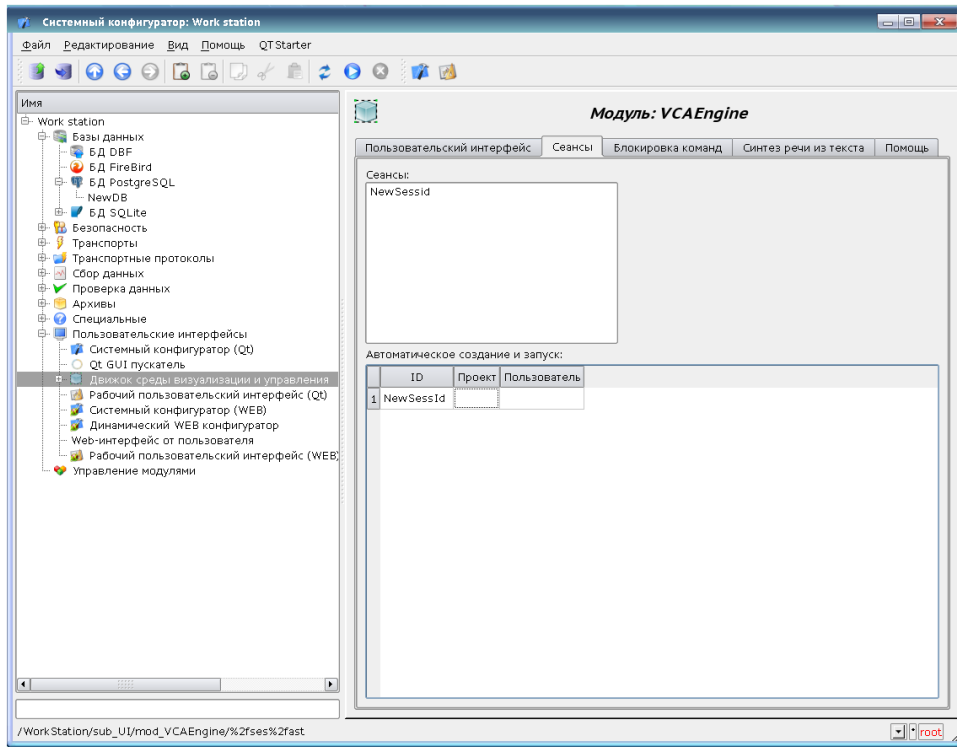 Системный конфигуратор: Work station
Файл Редактирование Вид Помощь QTStarter
Имя
Work station
Базы данных
БД DBF
БД FireBird
БД PostgreSQL
NewDB
БД SQLite
Безопасность
Транспорты
Транспортные протоколы
Сбор данных
Проверка данных
Архивы
Специальные
Пользовательские интерфейсы
Системный конфигуратор (Qt)
Qt GUI пускатель
Движок среды визуализации и управления
Рабочий пользовательский интерфейс (Qt)
Системный конфигуратор (WEB)
Динамический WEB конфигуратор
Web-интерфейс от пользователя
Рабочий пользовательский интерфейс (WEB)
Управление модулями
Модуль: VCAEngine
Пользовательский интерфейс Сеансы Блокировка команд Синтез речи из текста Помощь
Сеансы:
NewSessid
Автоматическое создание и запуск:
ID Проект Пользователь
1 NewSessId
/WorkStation/sub_UI/mod_VCAEngine/%2fses%2fast
root